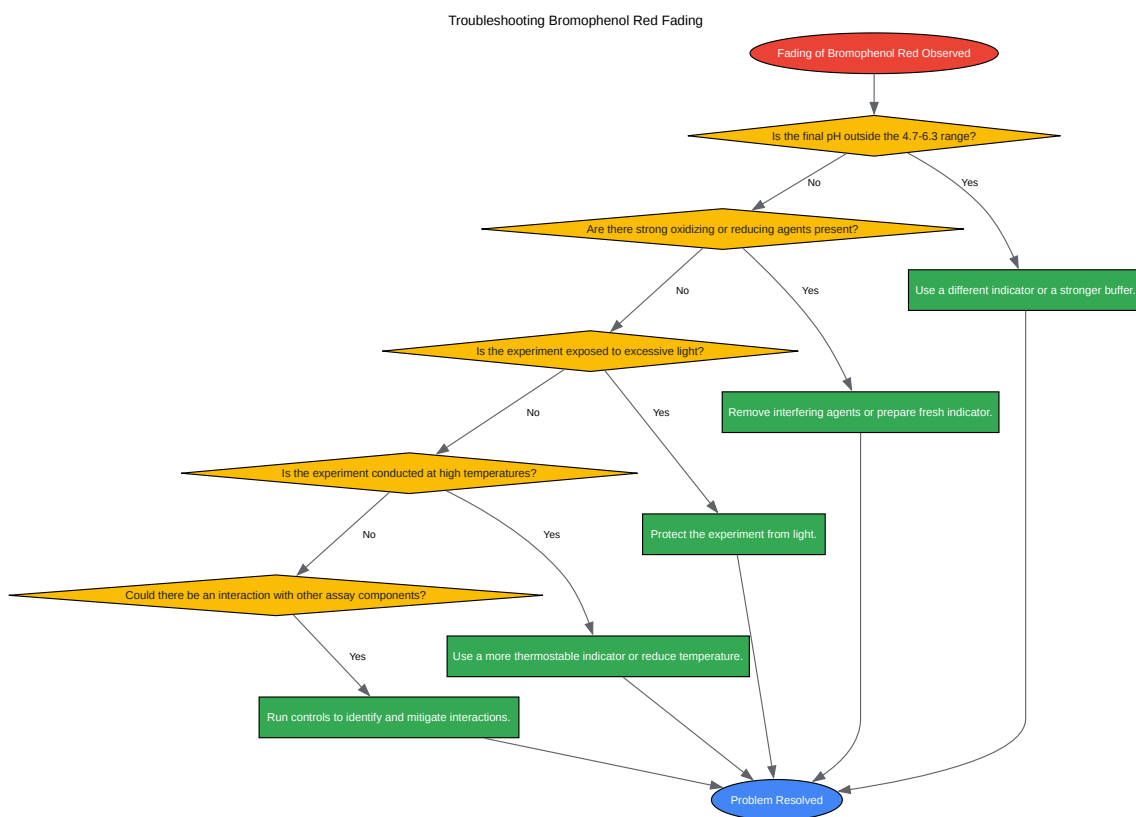 Troubleshooting Bromophenol Red Fading
Fading of Bromophenol Red Observed
Is the final pH outside the 4.7-6.3 range?
No
Yes
Are there strong oxidizing or reducing agents present?
Use a different indicator or a stronger buffer.
No
Yes
Is the experiment exposed to excessive light?
Remove interfering agents or prepare fresh indicator.
No
Yes
Is the experiment conducted at high temperatures?
Protect the experiment from light.
No
Yes
Could there be an interaction with other assay components?
Use a more thermostable indicator or reduce temperature.
Yes
Run controls to identify and mitigate interactions.
Problem Resolved